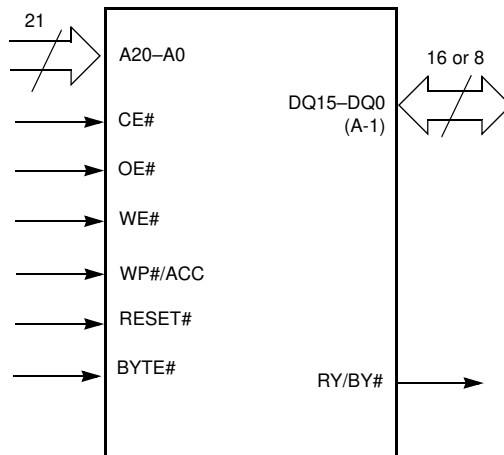 21
A20–A0
16 or 8
DQ15–DQ0
(A-1)
CE#
OE#
WE#
WP#/ACC
RESET#
BYTE#
RY/BY#